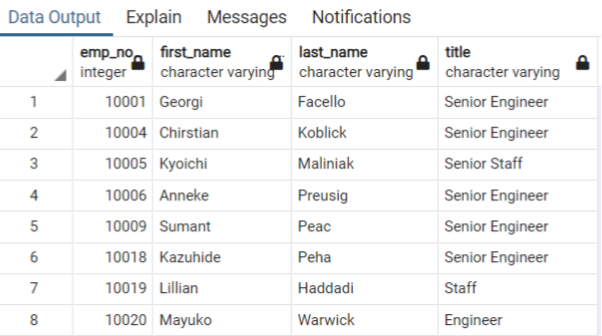 Data Output Explain Messages Notifications
emp_no first_name last_name title
integer character varying character varying character varying
1 10001 Georgi Facello Senior Engineer
2 10004 Chirstian Koblick Senior Engineer
3 10005 Kyoichi Maliniak Senior Staff
4 10006 Anneke Preusig Senior Engineer
5 10009 Sumant Peac Senior Engineer
6 10018 Kazuhide Peha Senior Engineer
7 10019 Lillian Haddadi Staff
8 10020 Mayuko Warwick Engineer